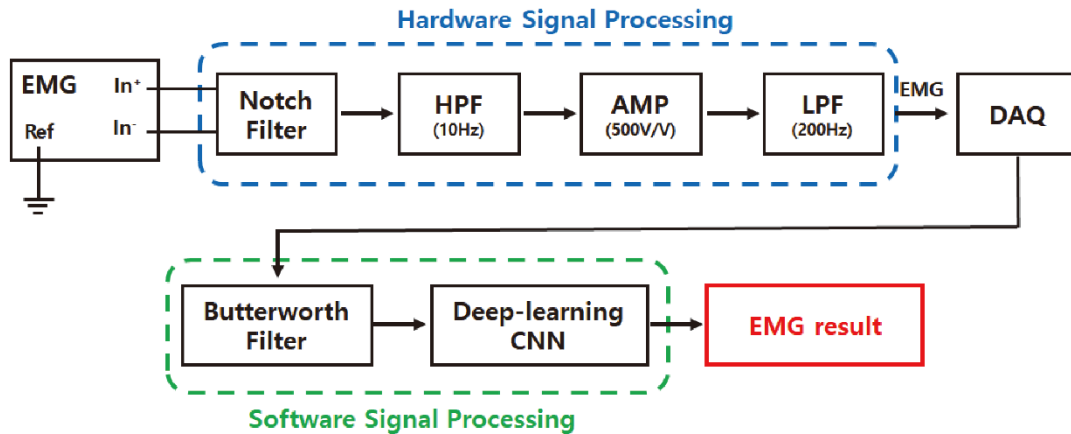 Hardware Signal Processing
EMG
In+
In-
Ref
Notch
Filter
HPF
(10Hz)
AMP
(500V/V)
LPF
(200Hz)
EMG
DAQ
Butterworth
Filter
Deep-learning
CNN
EMG result
Software Signal Processing